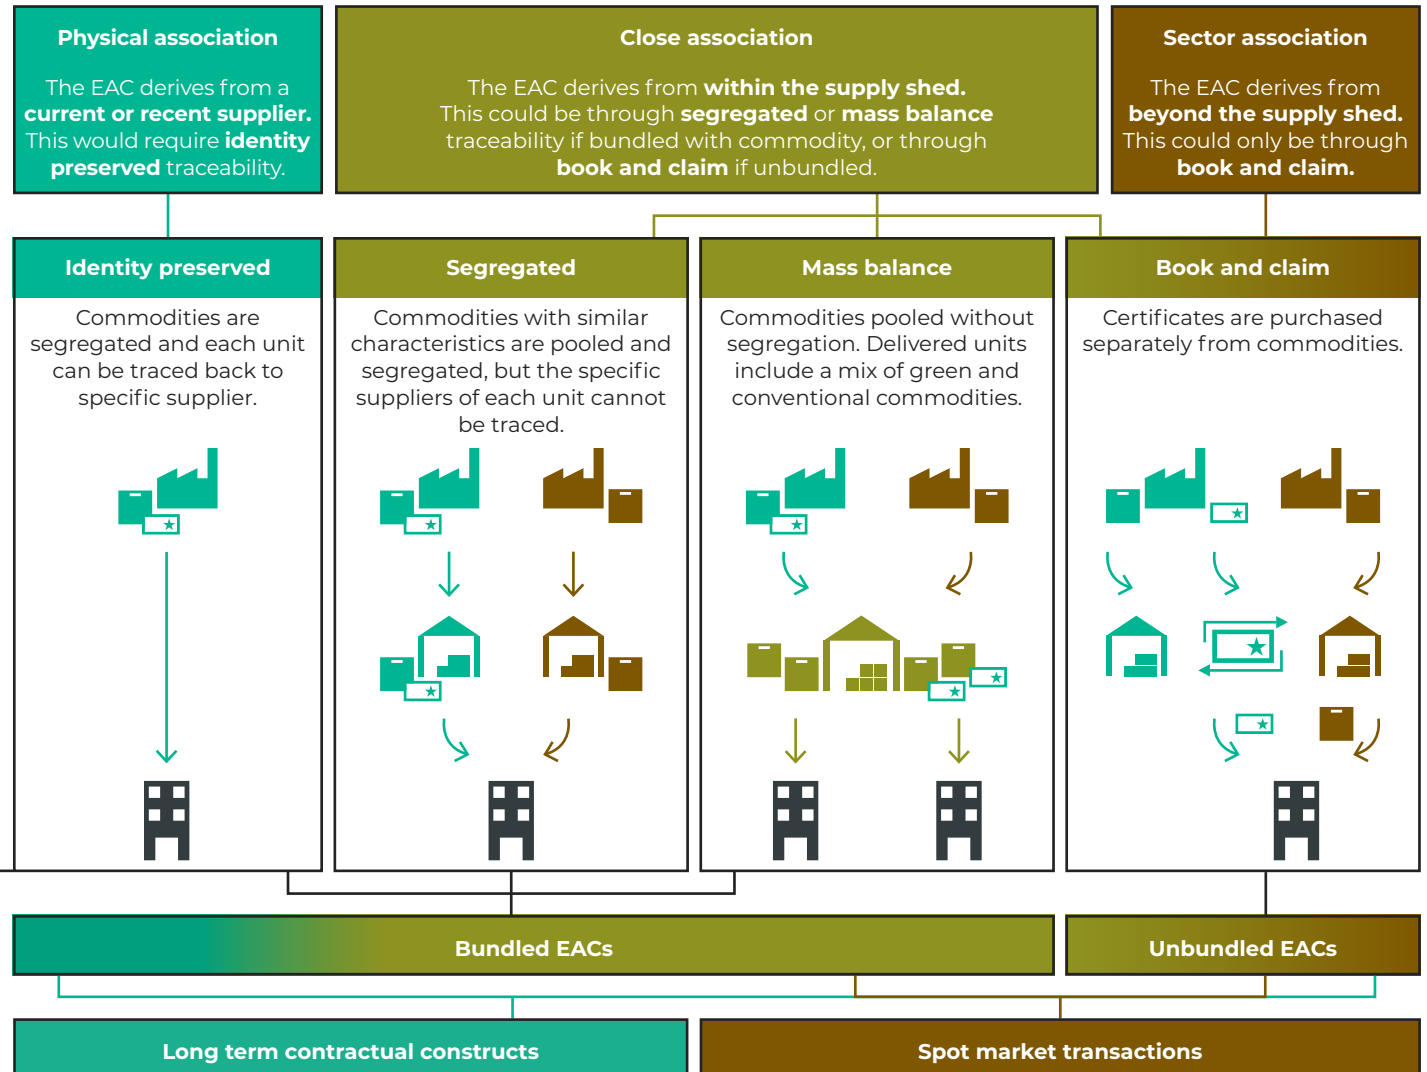 Physical association
The EAC derives from a
current or recent supplier.
This would require identity
preserved traceability.
Close association
The EAC derives from within the supply shed.
This could be through segregated or mass balance
traceability if bundled with commodity, or through
book and claim if unbundled.
Sector association
The EAC derives from
beyond the supply shed.
This could only be through
book and claim.
Identity preserved
Commodities are
segregated and each unit
can be traced back to
specific supplier.
Segregated
Commodities with similar
characteristics are pooled and
segregated, but the specific
suppliers of each unit cannot
be traced.
Mass balance
Commodities pooled without
segregation. Delivered units
include a mix of green and
conventional commodities.
Book and claim
Certificates are purchased
separately from commodities.
Bundled EACs
Unbundled EACs
Long term contractual constructs
Spot market transactions